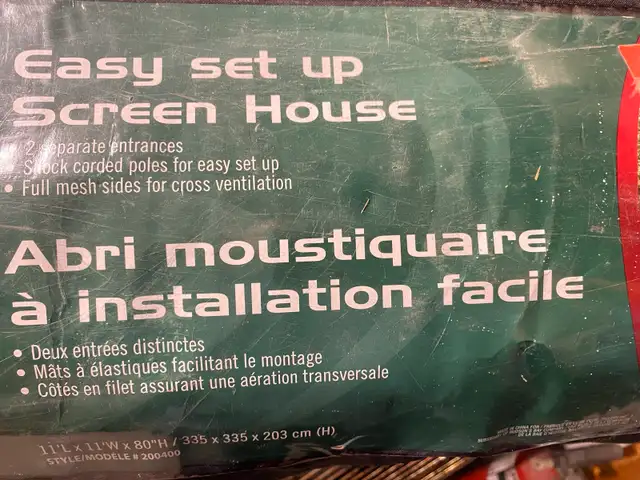 Easy set up
Screen House
2 separate entrances
Shock corded poles for easy set up
• Full mesh sides for cross ventilation
Abri moustiquaire
à installation facile
• Deux entrées distinctes
• Mâts à élastiques facilitant le montage
• Côtés en filet assurant une aération transversale
11'L x 11'W x 80"H / 335 x 335 x 203 cm (H)
STYLE/MODÈLE # 200400